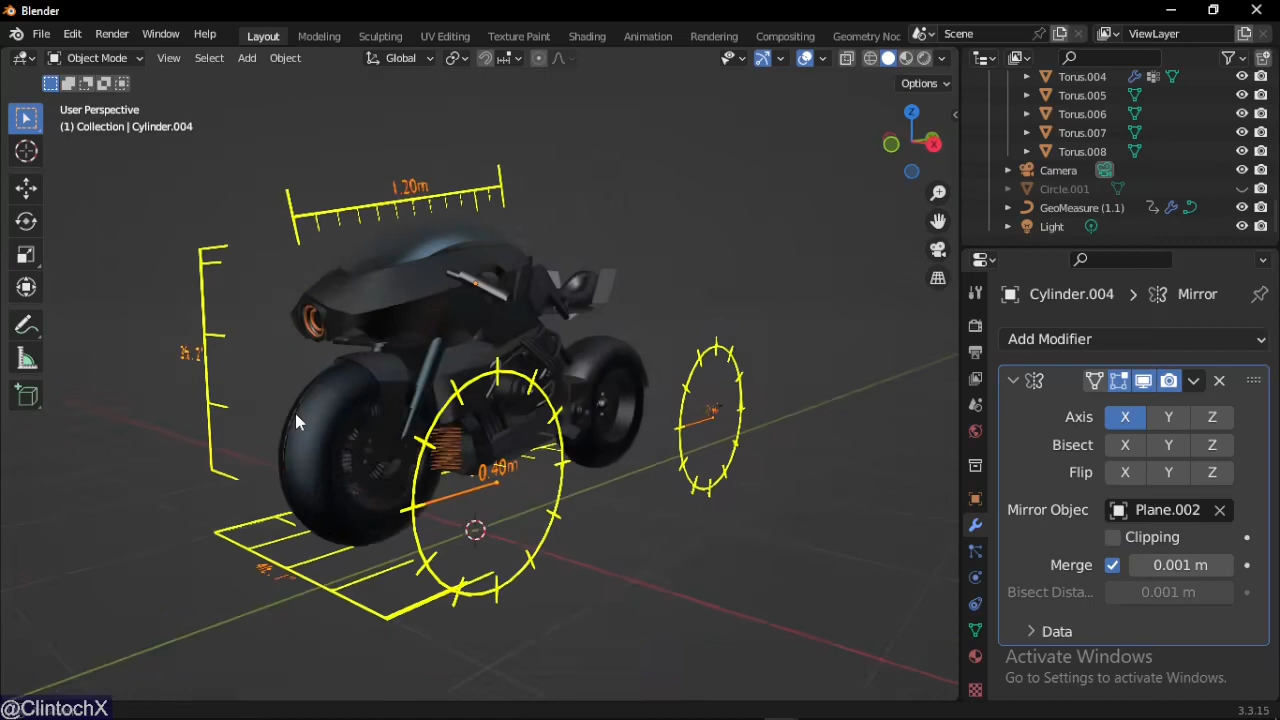 Blender
File Edit Render Window Help
Layout Modeling Sculpting UV Editing Texture Paint Shading Animation Rendering Compositing Geometry Noc
Scene
ViewLayer
Object Mode
View Select Add Object
Global
Options
User Perspective
(1) Collection | Cylinder.004
Z
X
1.20m
0.40m
Torus.004
Torus.005
Torus.006
Torus.007
Torus.008
Camera
Circle.001
GeoMeasure (1.1)
Light
Cylinder.004 > Mirror
Add Modifier
Axis X Y Z
Bisect X Y Z
Flip X Y Z
Mirror Objec Plane.002
Clipping
Merge 0.001 m
Bisect Dista.. 0.001 m
Data
Activate Windows
Go to Settings to activate Windows.
@ClintochX
3.3.15